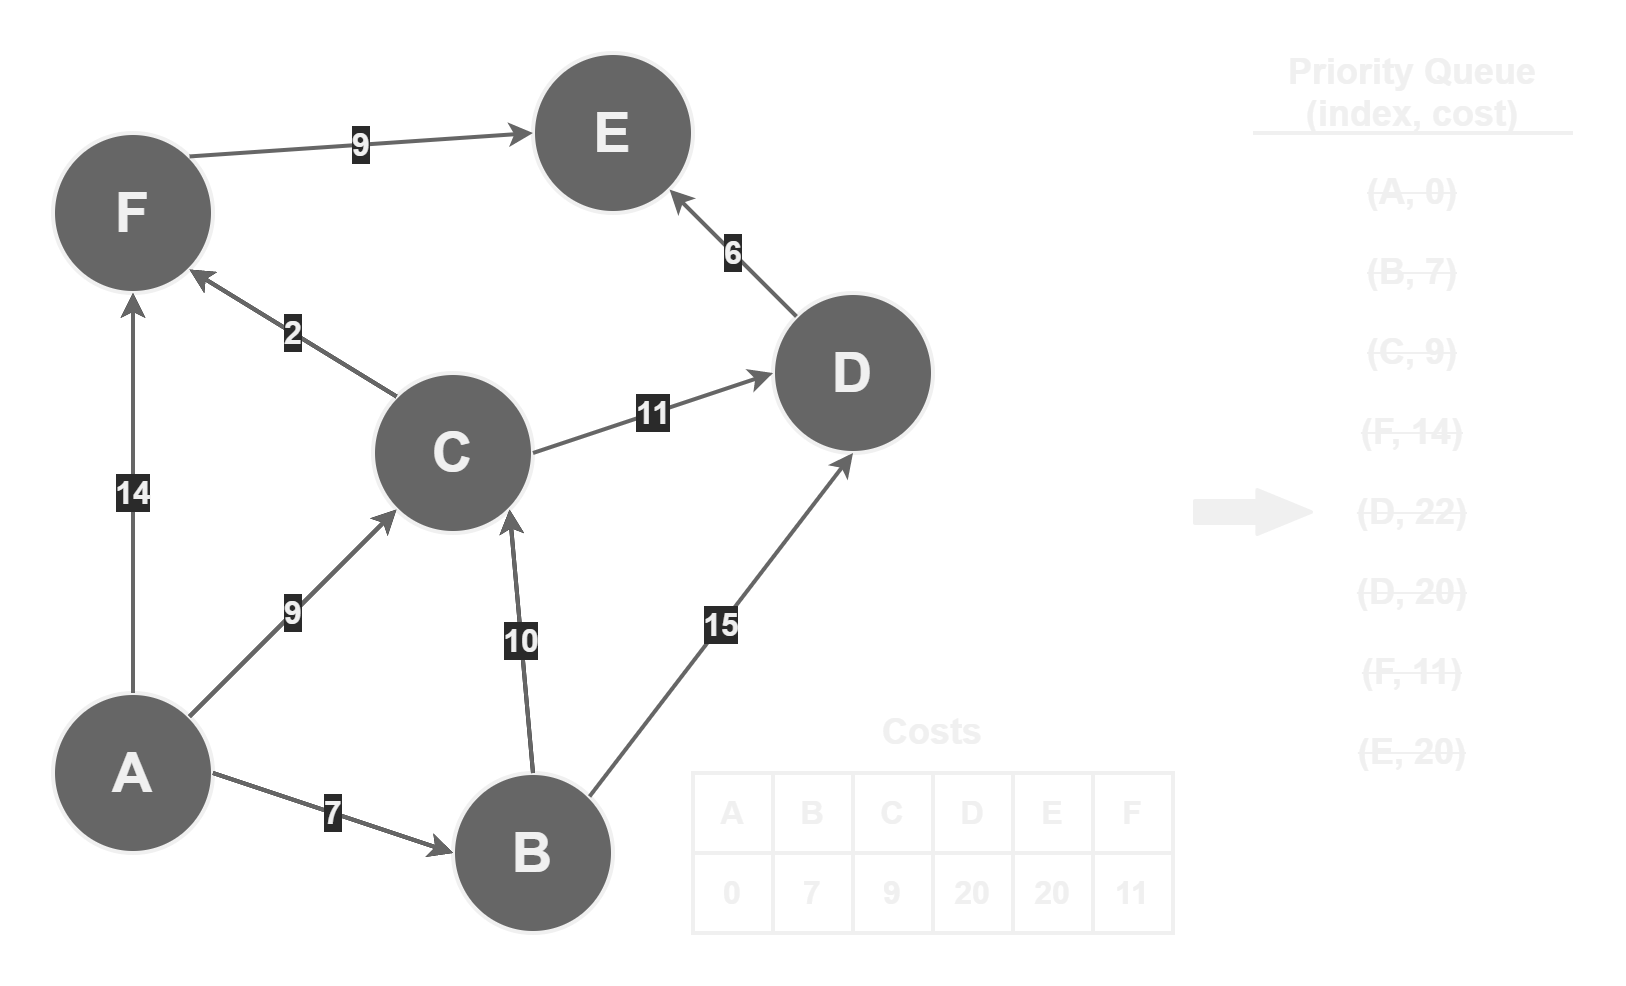 Priority Queue
(index, cost)
E
9
F
(A, 0)
6
(B, 7)
2
(C, 9)
D
11
(F, 14)
C
14
(D, 22)
9
(D, 20)
15
10
(F, 11)
Costs
(E, 20)
A
7
B
A B C D E F
0 7 9 20 20 11